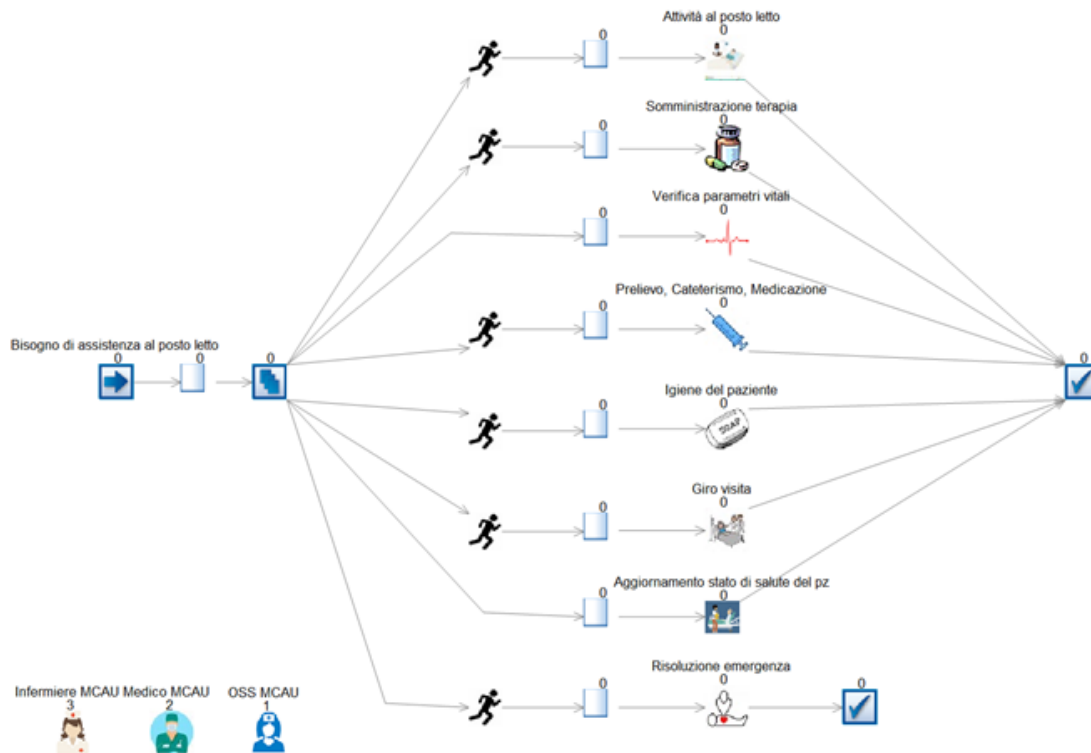 Attività al posto letto
0
0
Somministrazione terapia
0
0
Verifica parametri vitali
0
0
Prelievo, Cateterismo, Medicazione
0
0
Bisogno di assistenza al posto letto
0
0
0
0
Igiene del paziente
0
0
SOAP
Giro visita
0
0
Aggiornamento stato di salute del pz
0
0
Risoluzione emergenza
0
0
0
Infermiere MCAU
3
Medico MCAU
2
OSS MCAU
1